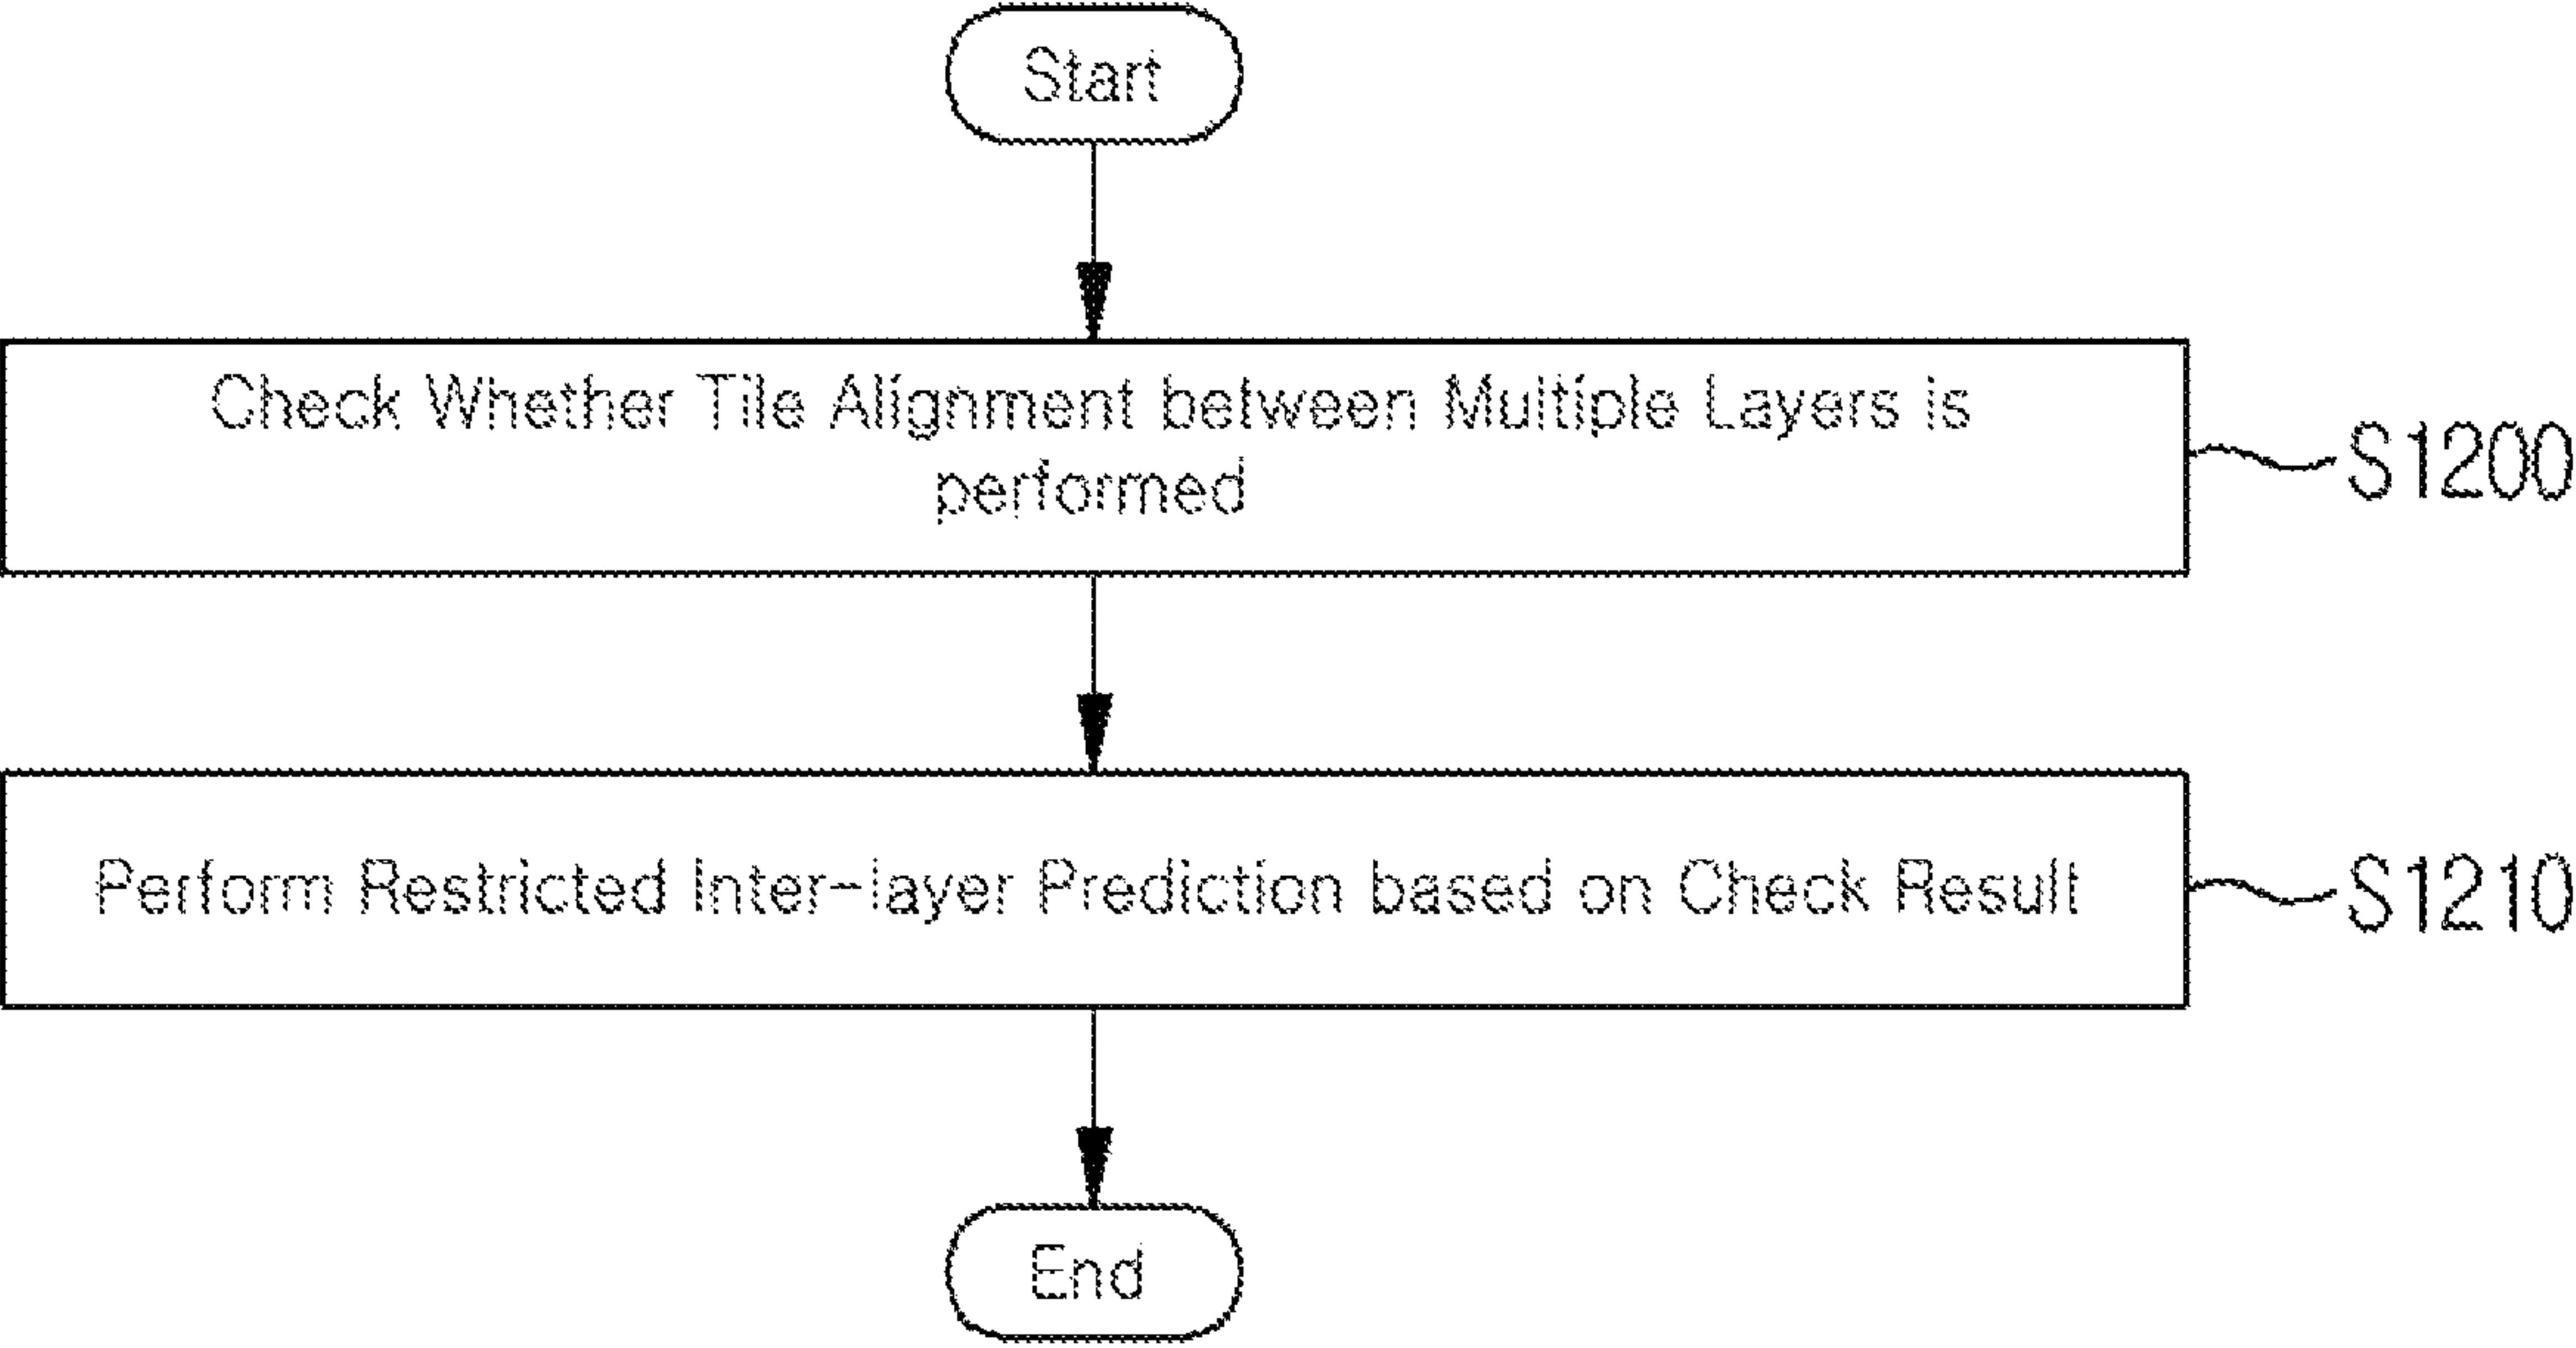 Start
Check Whether Tile Alignment between Multiple Layers is
performed
S1200
Perform Restricted Inter-layer Prediction based on Check Result
S1210
End